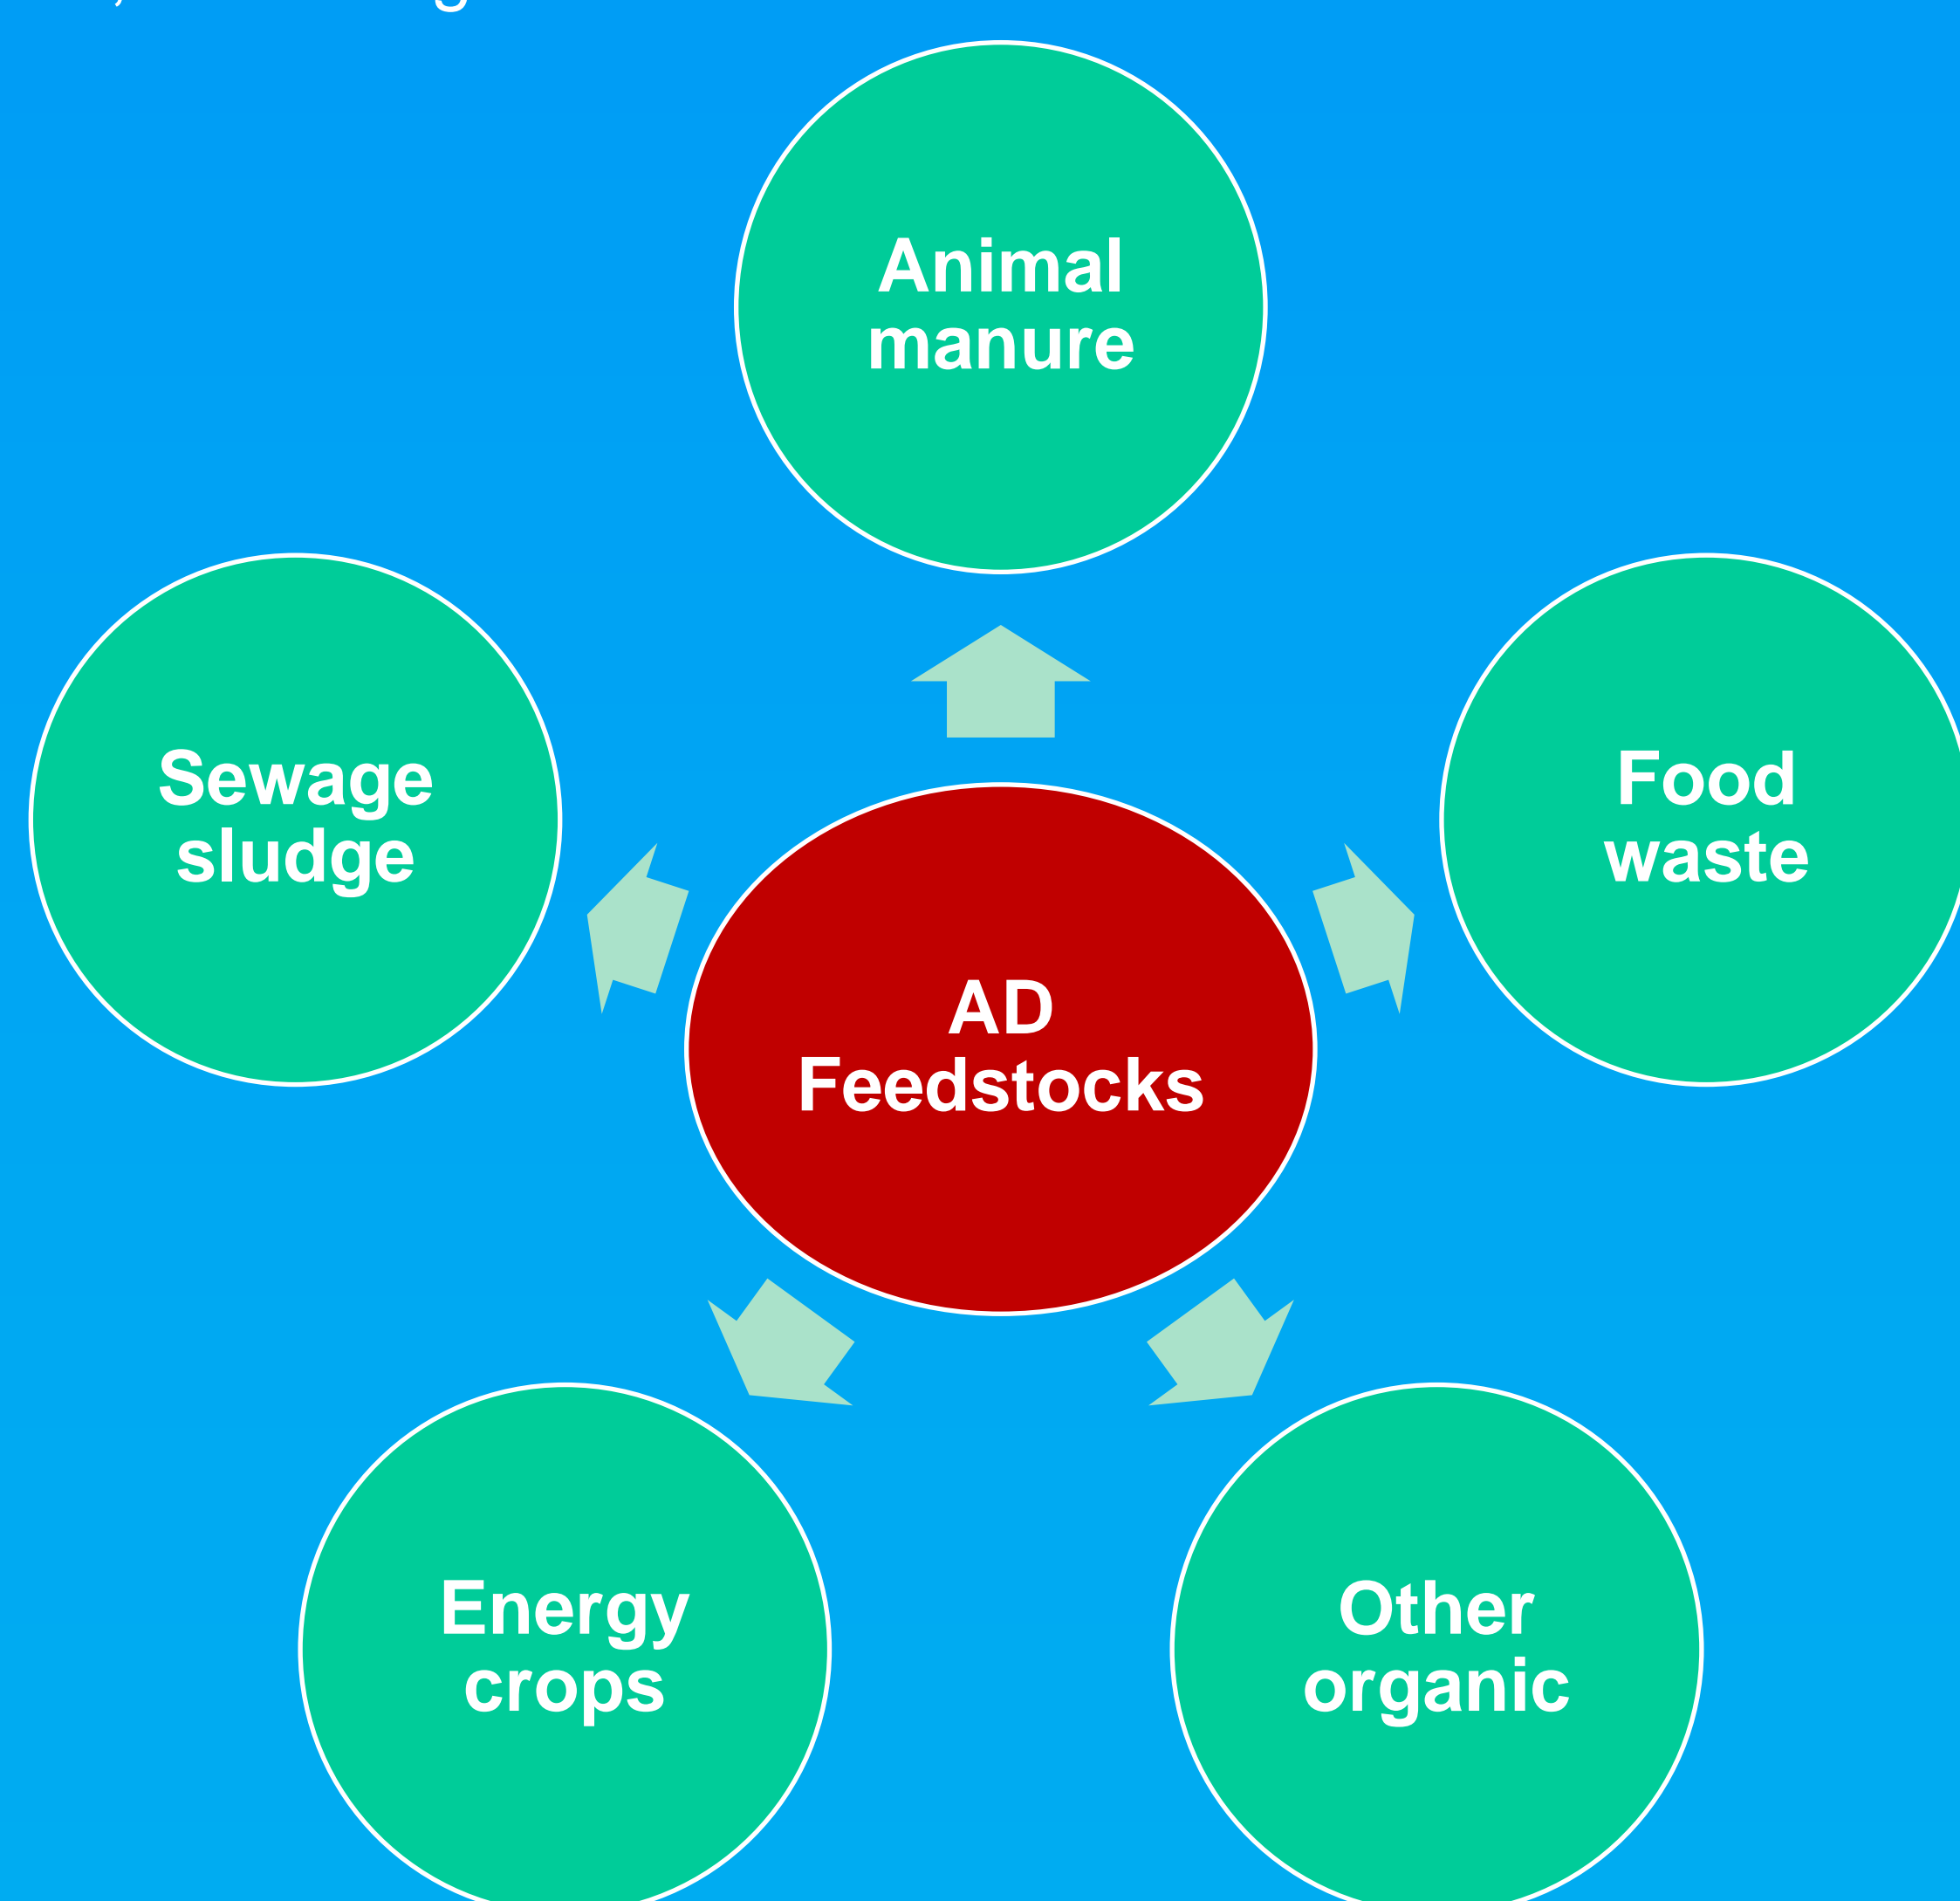 Animal
manure
Sewage
sludge
Food
waste
AD
Feedstocks
Energy
crops
Other
organic